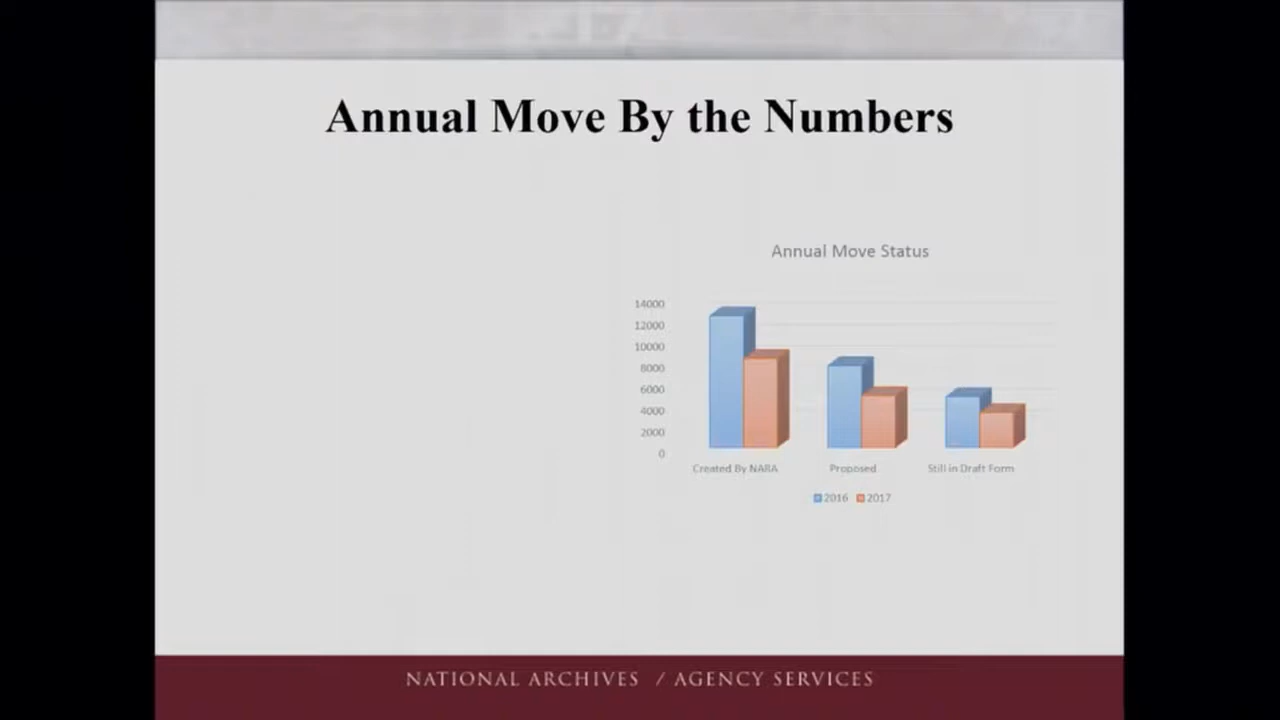 Annual Move By the Numbers
Annual Move Status
14000
12000
10000
8000
6000
4000
2000
0
Created By NARA Proposed Still in Draft Form
2016 2017
NATIONAL ARCHIVES / AGENCY SERVICES